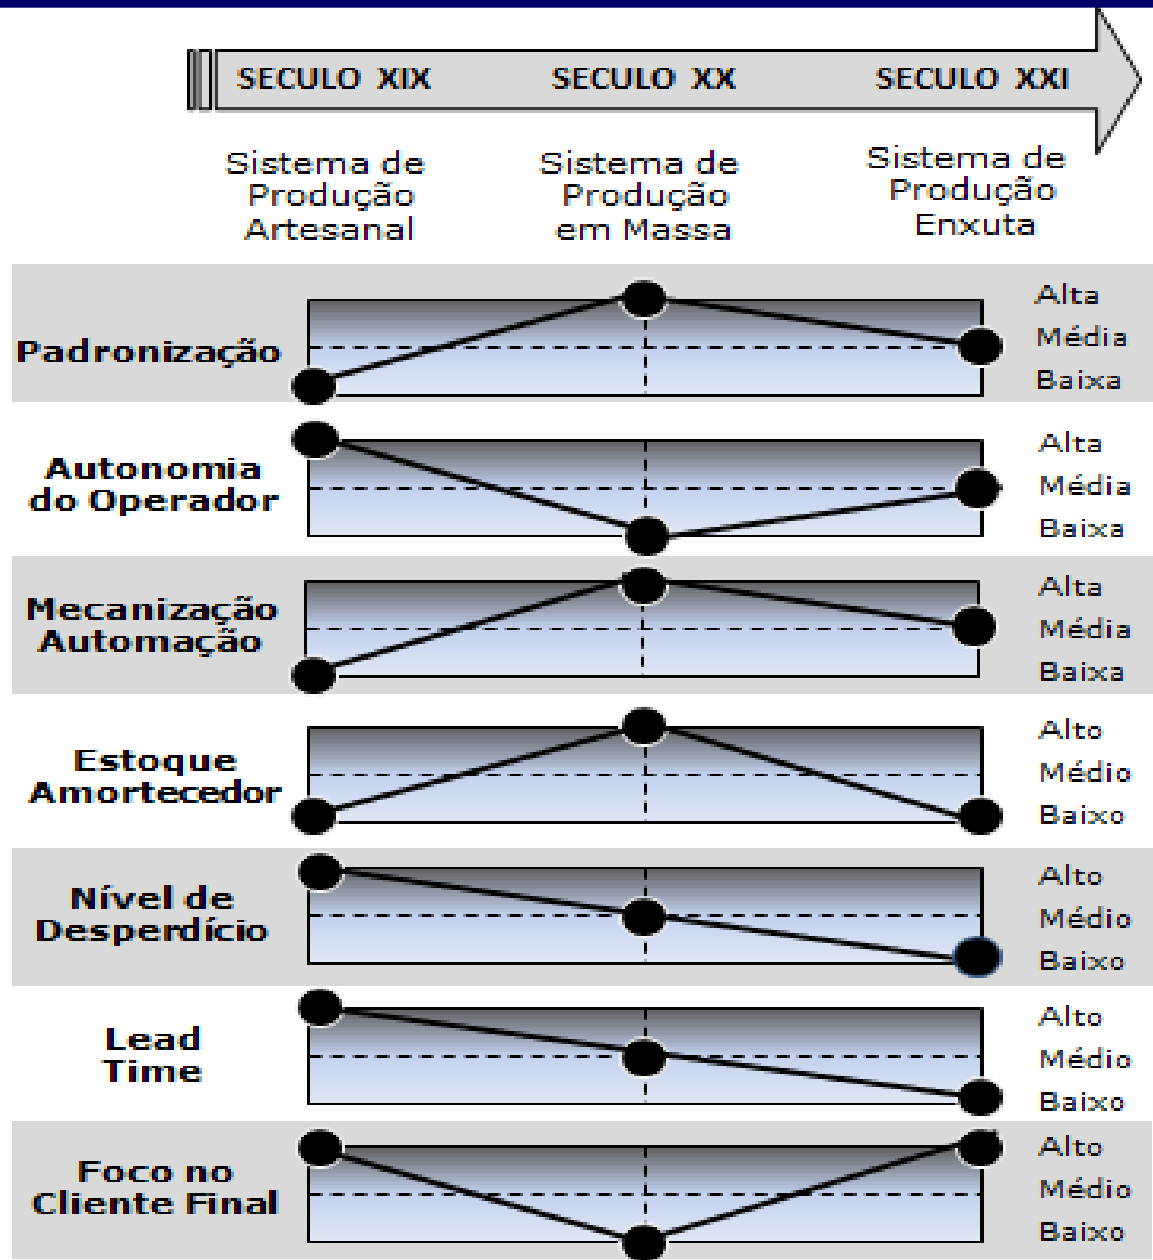 SECULO XIX SECULO XX SECULO XXI
Sistema de Produção Artesanal
Sistema de Produção em Massa
Sistema de Produção Enxuta
Padronização
Alta
Média
Baixa
Autonomia
do Operador
Alta
Média
Baixa
Mecanização
Automação
Alta
Média
Baixa
Estoque
Amortecedor
Alto
Médio
Baixo
Nível de
Desperdício
Alto
Médio
Baixo
Lead
Time
Alto
Médio
Baixo
Foco no
Cliente Final
Alto
Médio
Baixo